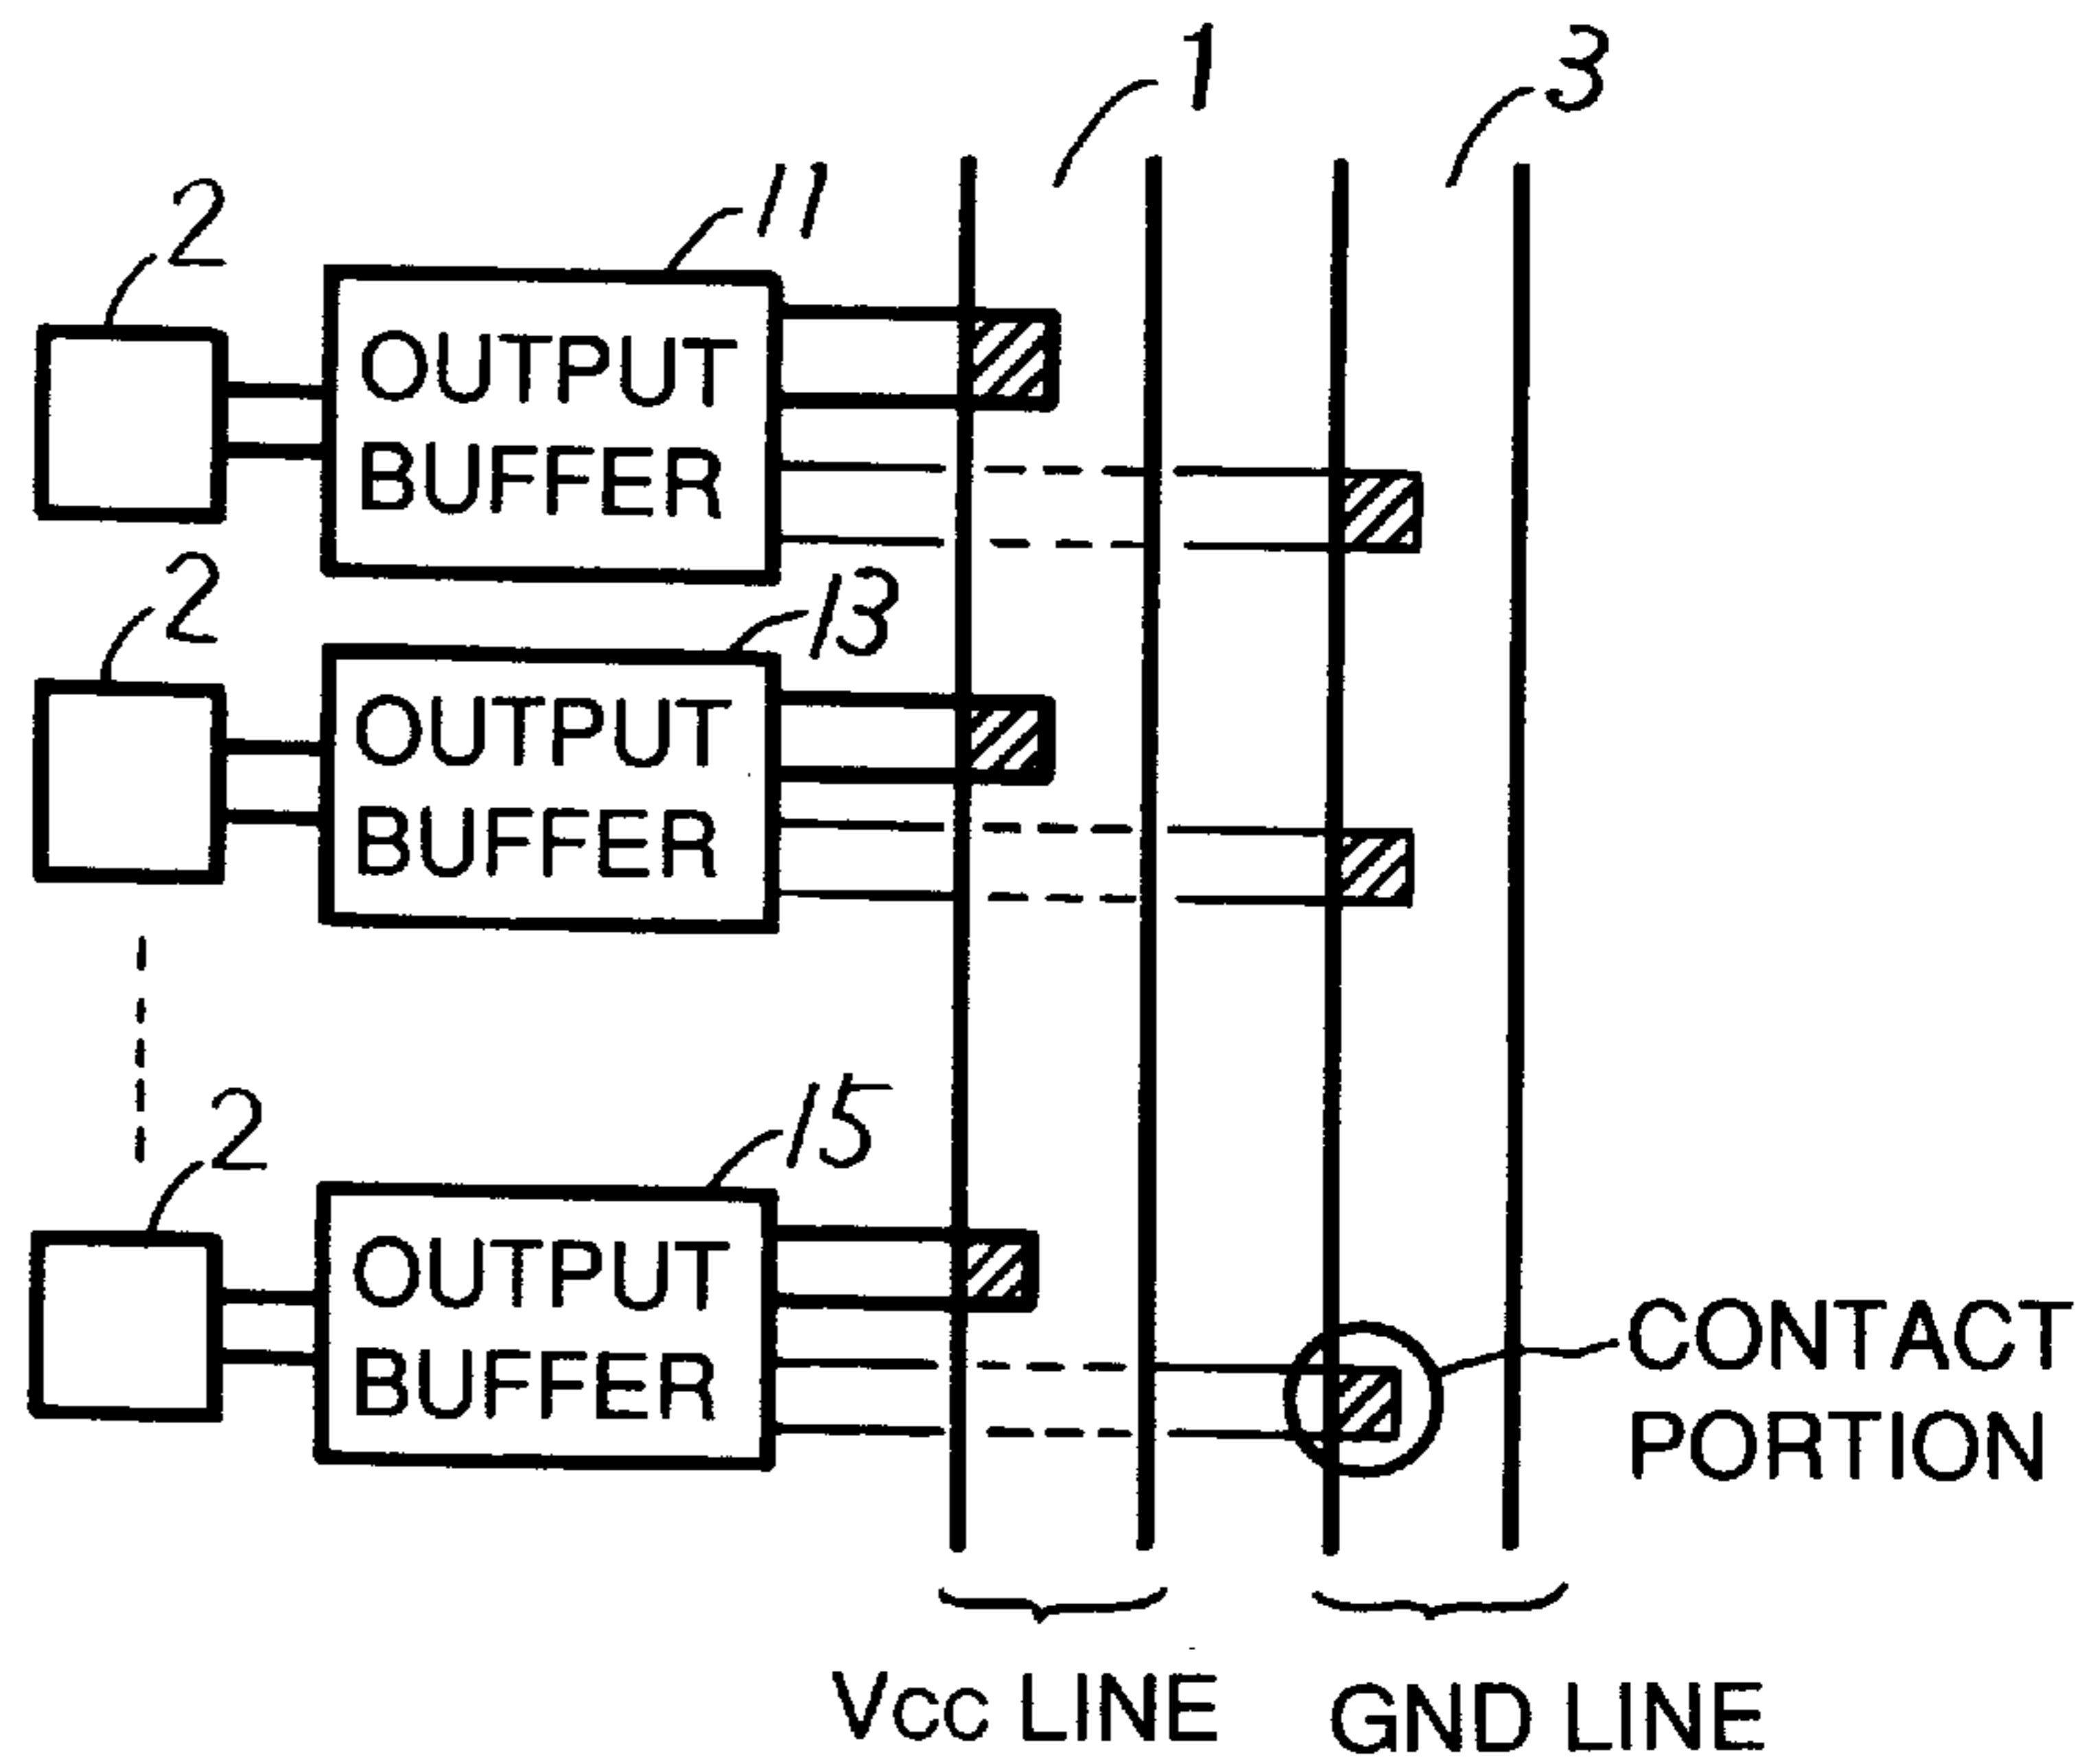 1
3
11
2
OUTPUT
BUFFER
2
13
OUTPUT
BUFFER
2
15
OUTPUT
BUFFER
CONTACT
PORTION
Vcc LINE
GND LINE